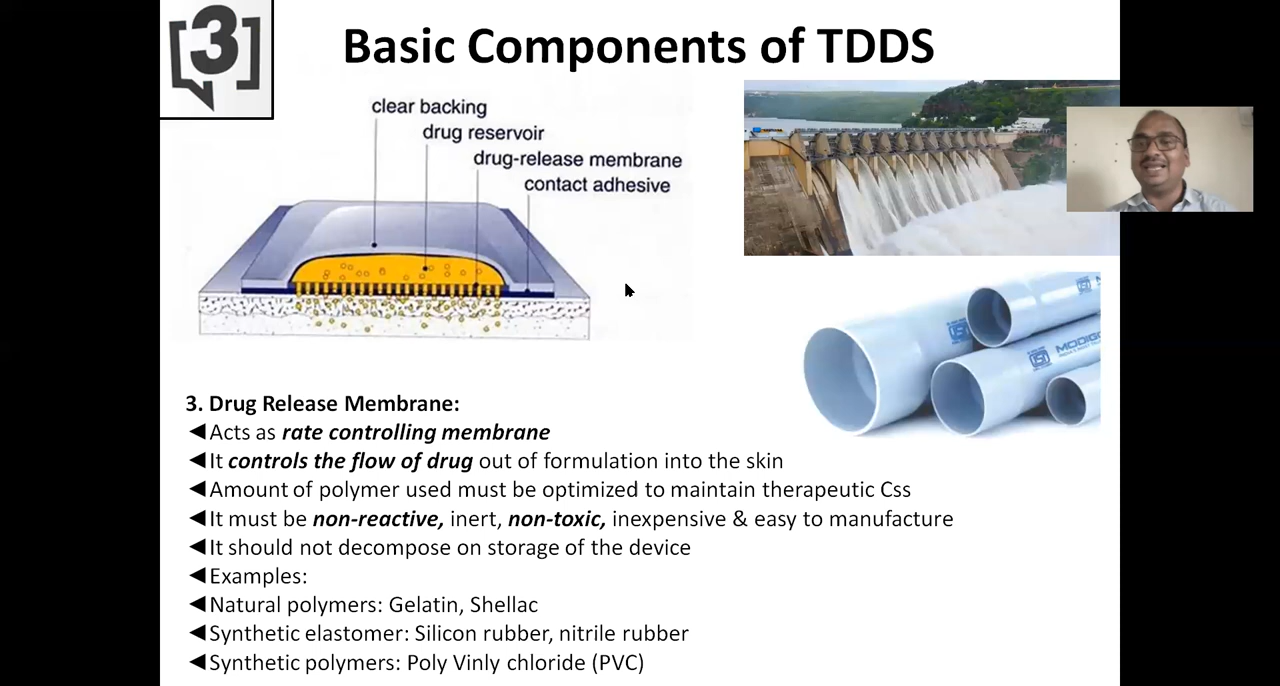 [3]
Basic Components of TDDS
clear backing
drug reservoir
drug-release membrane
contact adhesive
3. Drug Release Membrane:
◄Acts as rate controlling membrane
◄It controls the flow of drug out of formulation into the skin
◄Amount of polymer used must be optimized to maintain therapeutic Css
◄It must be non-reactive, inert, non-toxic, inexpensive & easy to manufacture
◄It should not decompose on storage of the device
◄Examples:
◄Natural polymers: Gelatin, Shellac
◄Synthetic elastomer: Silicon rubber, nitrile rubber
◄Synthetic polymers: Poly Vinly chloride (PVC)